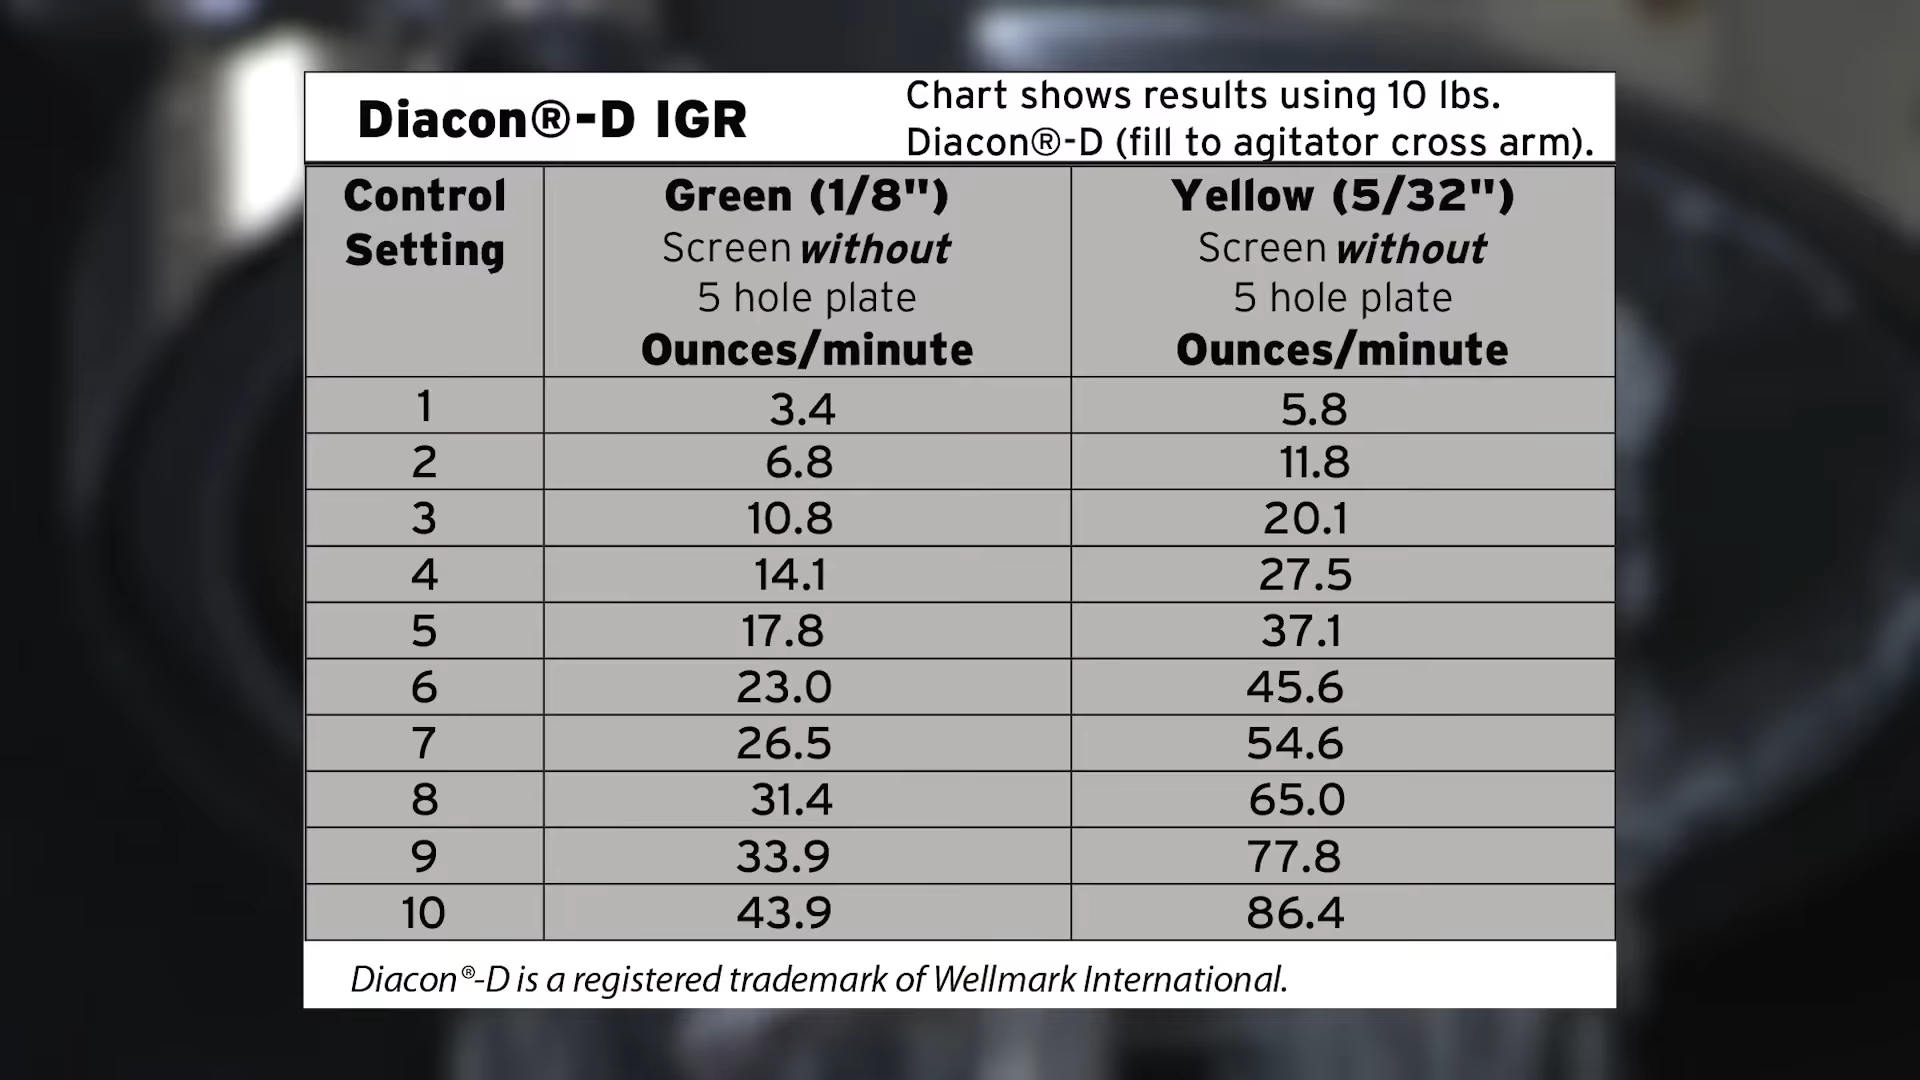 Diacon®-D IGR
Chart shows results using 10 lbs.
Diacon®-D (fill to agitator cross arm).
Control
Setting
Green (1/8")
Screen without
5 hole plate
Ounces/minute
Yellow (5/32")
Screen without
5 hole plate
Ounces/minute
1 3.4 5.8
2 6.8 11.8
3 10.8 20.1
4 14.1 27.5
5 17.8 37.1
6 23.0 45.6
7 26.5 54.6
8 31.4 65.0
9 33.9 77.8
10 43.9 86.4
Diacon®-D is a registered trademark of Wellmark International.